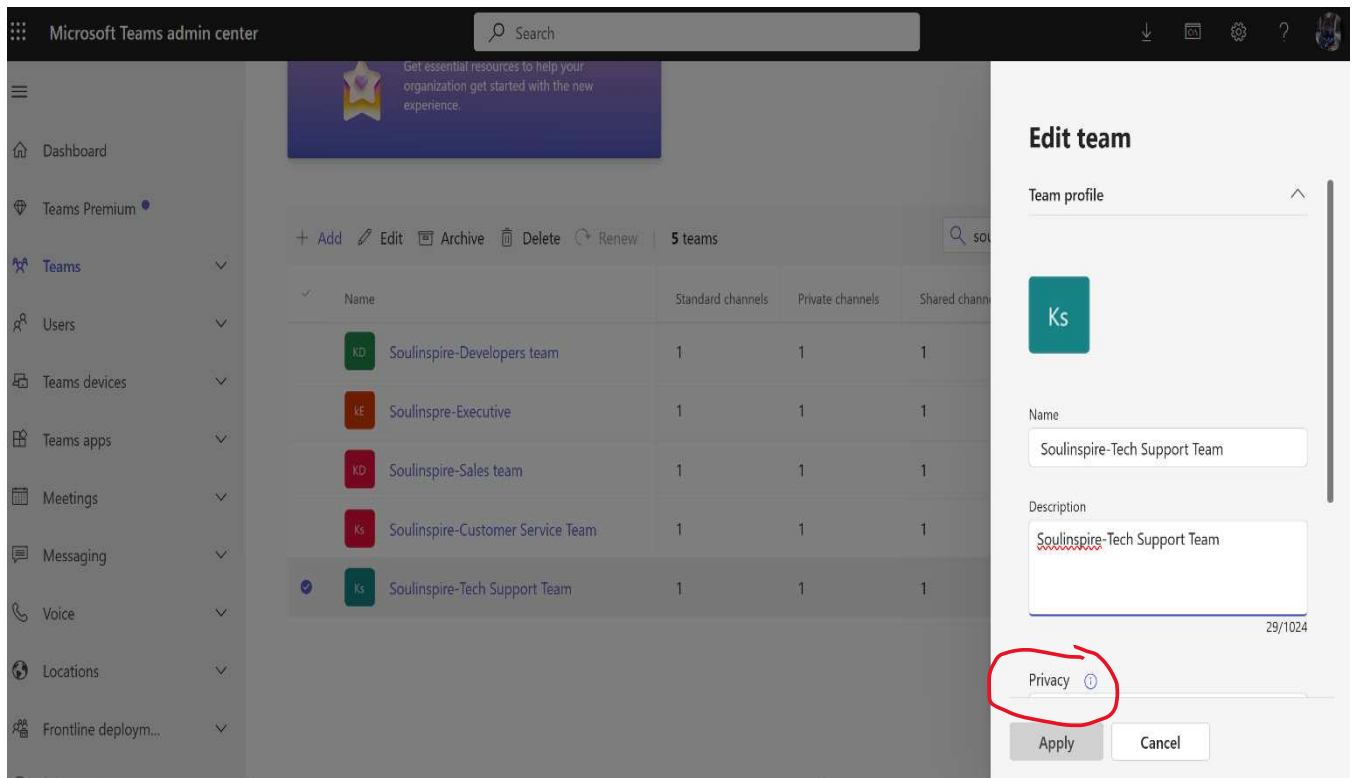 Microsoft Teams admin center
Search
Get essential resources to help your
organization get started with the new
experience.
Dashboard
Teams Premium
Teams
Users
Teams devices
Teams apps
Meetings
Messaging
Voice
Locations
Frontline deploym...
Add Edit Archive Delete Renew 5 teams
sou
Name Standard channels Private channels Shared channe
KD Soulinspire-Developers team 1 1 1
kE Soulinspre-Executive 1 1 1
KD Soulinspire-Sales team 1 1 1
Ks Soulinspire-Customer Service Team 1 1 1
Ks Soulinspire-Tech Support Team 1 1 1
Edit team
Team profile
Ks
Name
Soulinspire-Tech Support Team
Description
Soulinspire-Tech Support Team
29/1024
Privacy
Apply Cancel